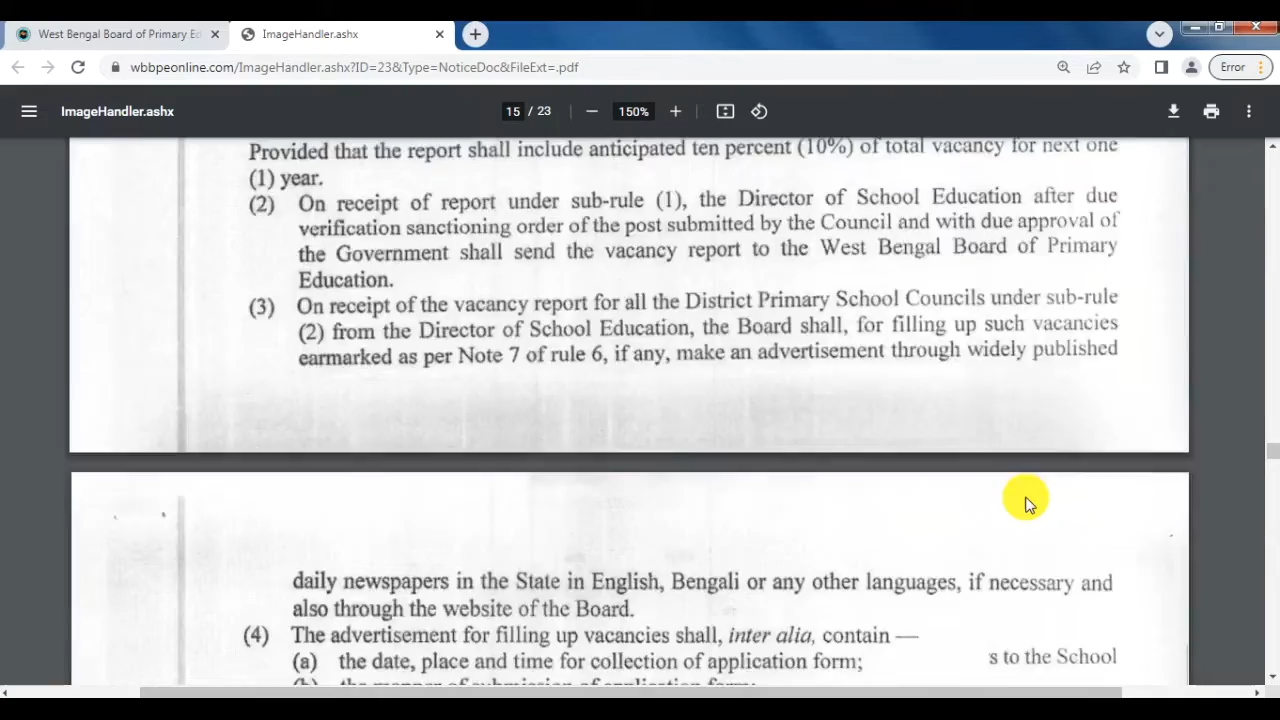 West Bengal Board of Primary Ed
ImageHandler.ashx
wbbpeonline.com/ImageHandler.ashx?ID=23&Type=NoticeDoc&FileExt=.pdf
Error
ImageHandler.ashx
15 / 23
150%
Provided that the report shall include anticipated ten percent (10%) of total vacancy for next one
(1) year.
(2) On receipt of report under sub-rule (1), the Director of School Education after due
verification sanctioning order of the post submitted by the Council and with due approval of
the Government shall send the vacancy report to the West Bengal Board of Primary
Education.
(3) On receipt of the vacancy report for all the District Primary School Councils under sub-rule
(2) from the Director of School Education, the Board shall, for filling up such vacancies
earmarked as per Note 7 of rule 6, if any, make an advertisement through widely published
daily newspapers in the State in English, Bengali or any other languages, if necessary and
also through the website of the Board.
(4) The advertisement for filling up vacancies shall, inter alia, contain —
(a) the date, place and time for collection of application form;
s to the School
(b) the manner of submission of application form;